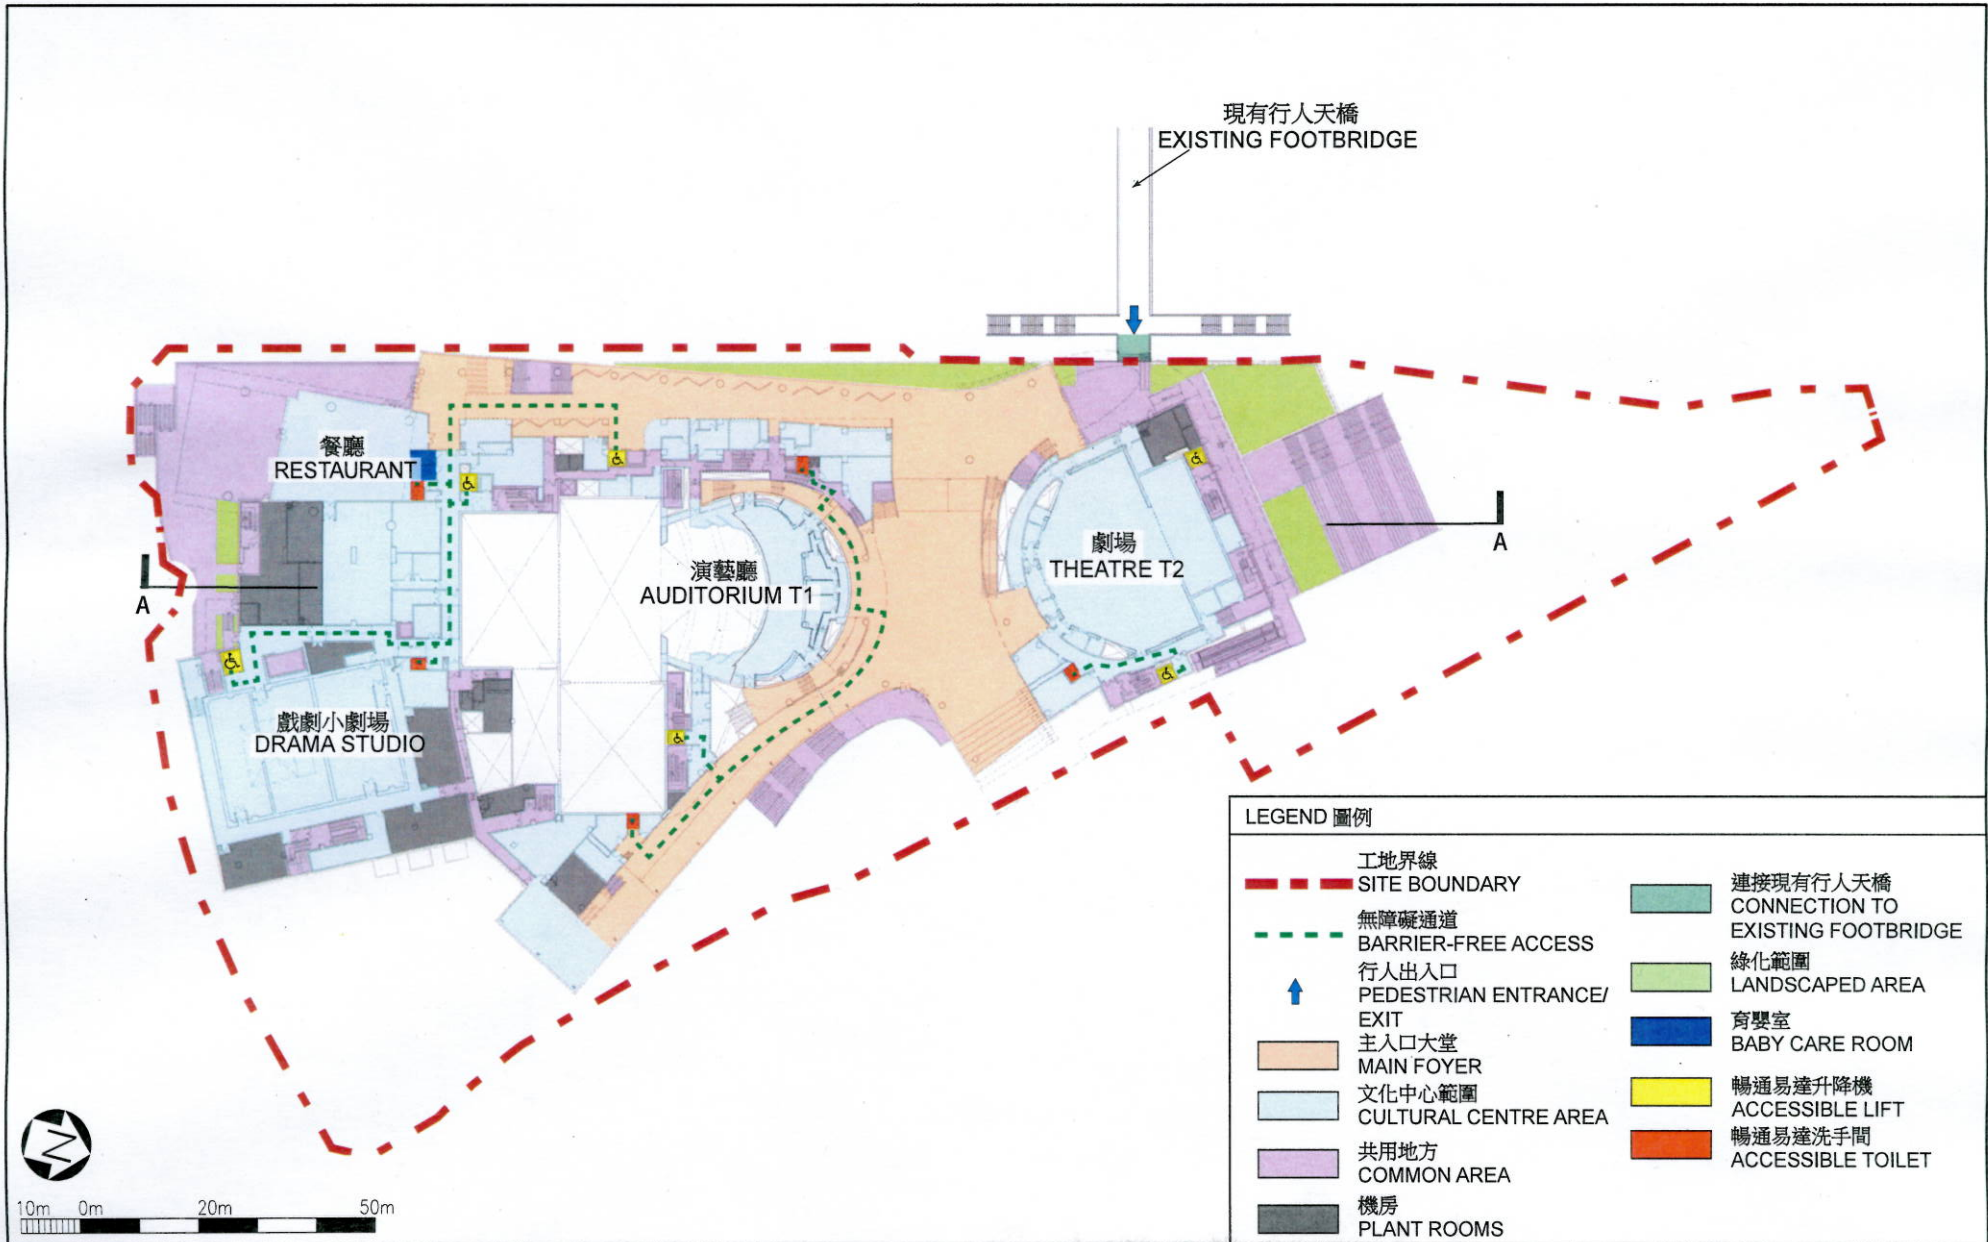 現有行人天橋
EXISTING FOOTBRIDGE
餐廳
RESTAURANT
演藝廳
AUDITORIUM T1
劇場
THEATRE T2
A
A
戲劇小劇場
DRAMA STUDIO
LEGEND 圖例
工地界線
SITE BOUNDARY
無障礙通道
BARRIER-FREE ACCESS
行人出入口
PEDESTRIAN ENTRANCE/
EXIT
主入口大堂
MAIN FOYER
文化中心範圍
CULTURAL CENTRE AREA
共用地方
COMMON AREA
機房
PLANT ROOMS
連接現有行人天橋
CONNECTION TO
EXISTING FOOTBRIDGE
綠化範圍
LANDSCAPED AREA
育嬰室
BABY CARE ROOM
暢通易達升降機
ACCESSIBLE LIFT
暢通易達洗手間
ACCESSIBLE TOILET
N
10m 0m 20m 50m